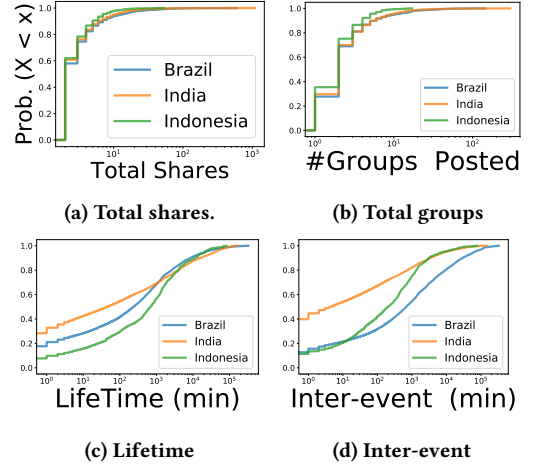 Prob. (X < x)
1.0
0.8
0.6
0.4
0.2
0.0
Brazil
India
Indonesia
10¹ 10² 10³
Total Shares
(a) Total shares.
1.0
0.8
0.6
0.4
0.2
0.0
Brazil
India
Indonesia
10⁰ 10¹ 10²
#Groups Posted
(b) Total groups
1.0
0.8
0.6
0.4
0.2
0.0
Brazil
India
Indonesia
10⁰ 10¹ 10² 10³ 10⁴ 10⁵
LifeTime (min)
(c) Lifetime
1.0
0.8
0.6
0.4
0.2
0.0
Brazil
India
Indonesia
10⁰ 10¹ 10² 10³ 10⁴ 10⁵
Inter-event (min)
(d) Inter-event